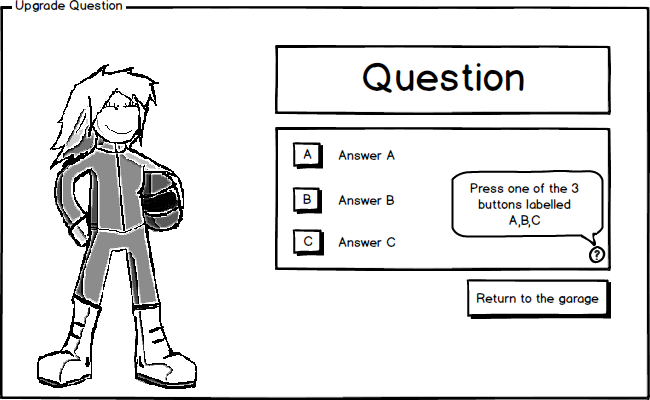 Upgrade Question
Question
A Answer A
B Answer B
C Answer C
Press one of the 3
buttons labelled
A,B,C
?
Return to the garage